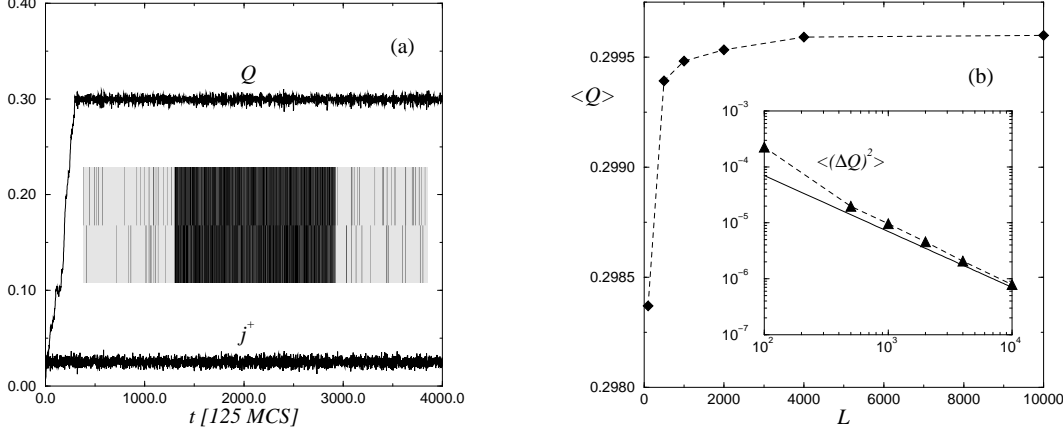 0.40
0.30
0.20
0.10
0.00
(a)
Q
j⁺
0.0 1000.0 2000.0 3000.0 4000.0
t [125 MCS]
0.2995
<Q>
0.2990
0.2985
0.2980
(b)
10⁻³
<(ΔQ)²>
10⁻⁴
10⁻⁵
10⁻⁶
10⁻⁷
10² 10³ 10⁴
0 2000 4000 6000 8000 10000
L